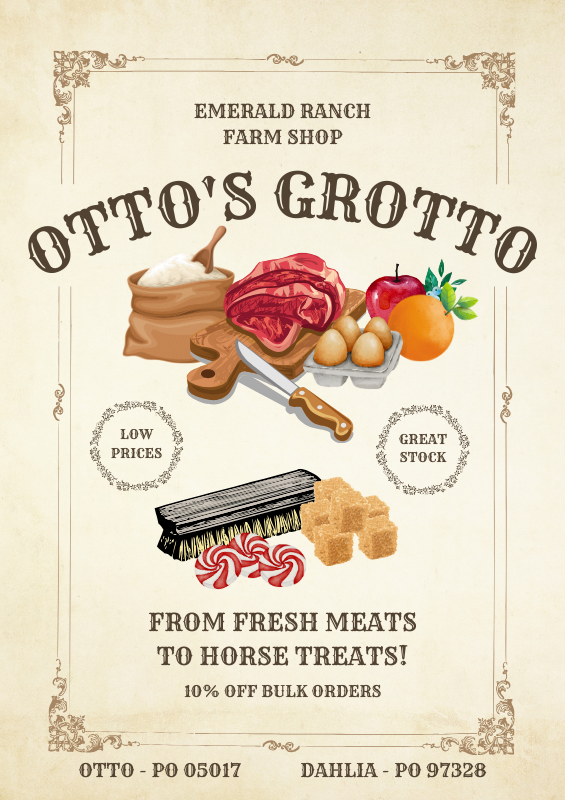 EMERALD RANCH
FARM SHOP
OTTO'S GROTTO
LOW
PRICES
GREAT
STOCK
FROM FRESH MEATS
TO HORSE TREATS!
10% OFF BULK ORDERS
OTTO - PO 05017
DAHLIA - PO 97328